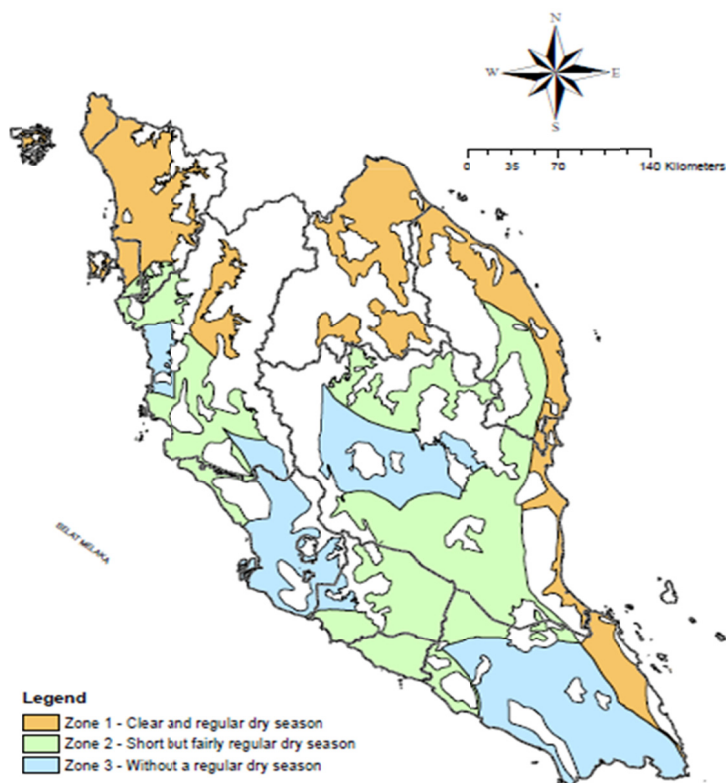 N
W E
S
0 35 70 140 Kilometers
SELAT MELAKA
Legend
Zone 1 - Clear and regular dry season
Zone 2 - Short but fairly regular dry season
Zone 3 - Without a regular dry season